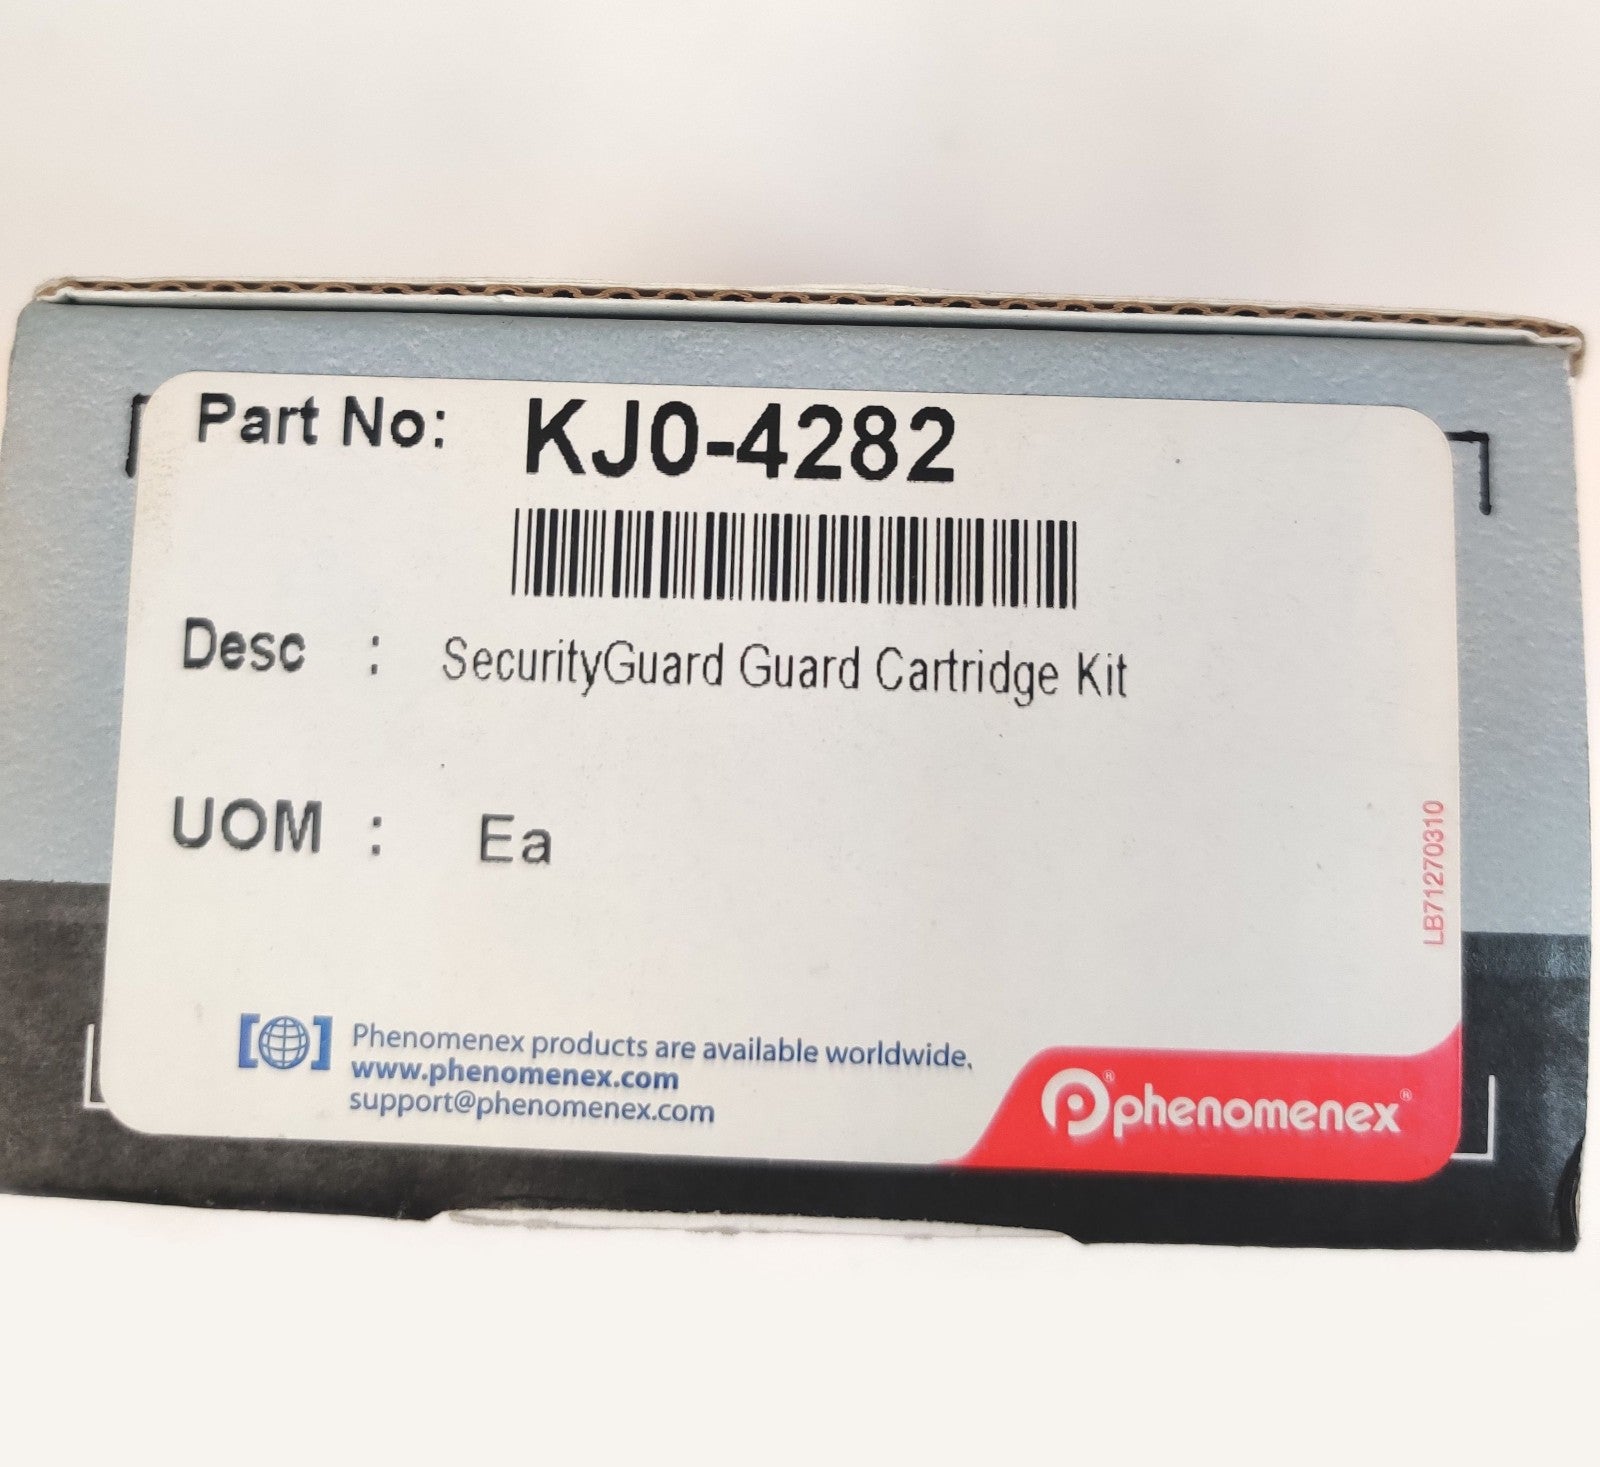 Part No: KJ0-4282
Desc : SecurityGuard Guard Cartridge Kit
UOM : Ea
LB71270310
Phenomenex products are available worldwide.
www.phenomenex.com
support@phenomenex.com
phenomenex®